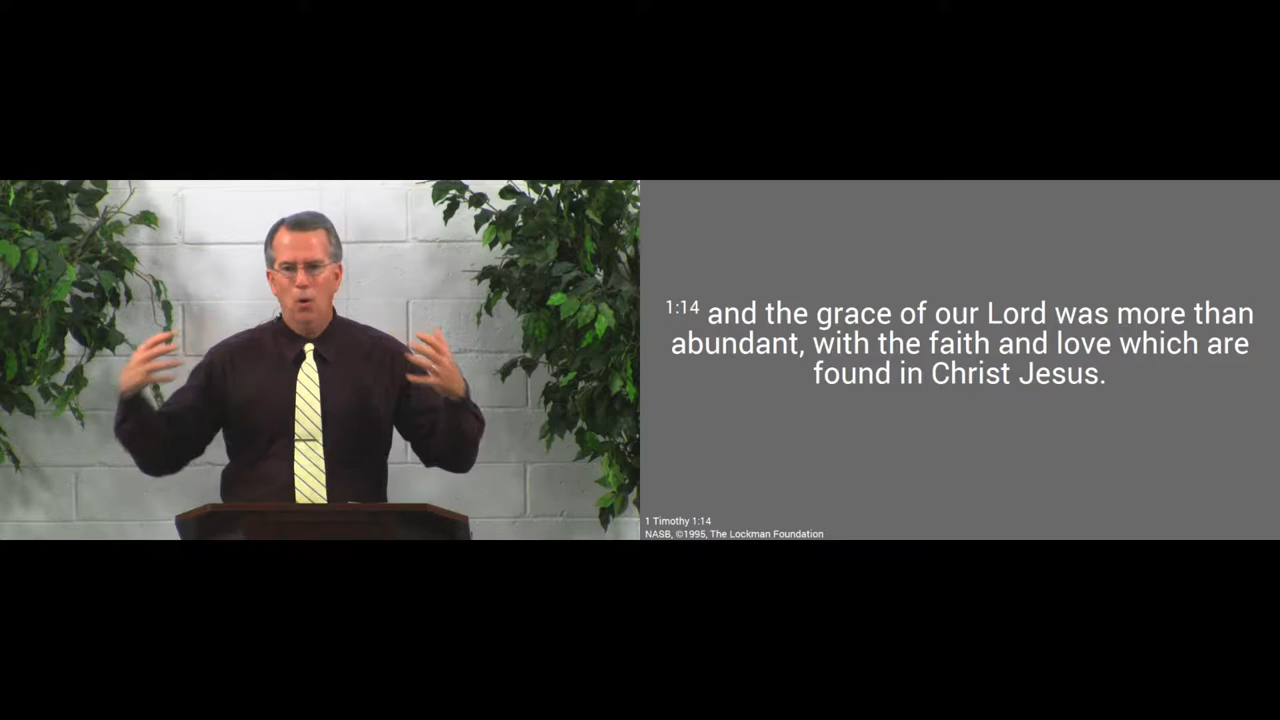 1:14 and the grace of our Lord was more than
abundant, with the faith and love which are
found in Christ Jesus.
1 Timothy 1:14
NASB, ©1995, The Lockman Foundation